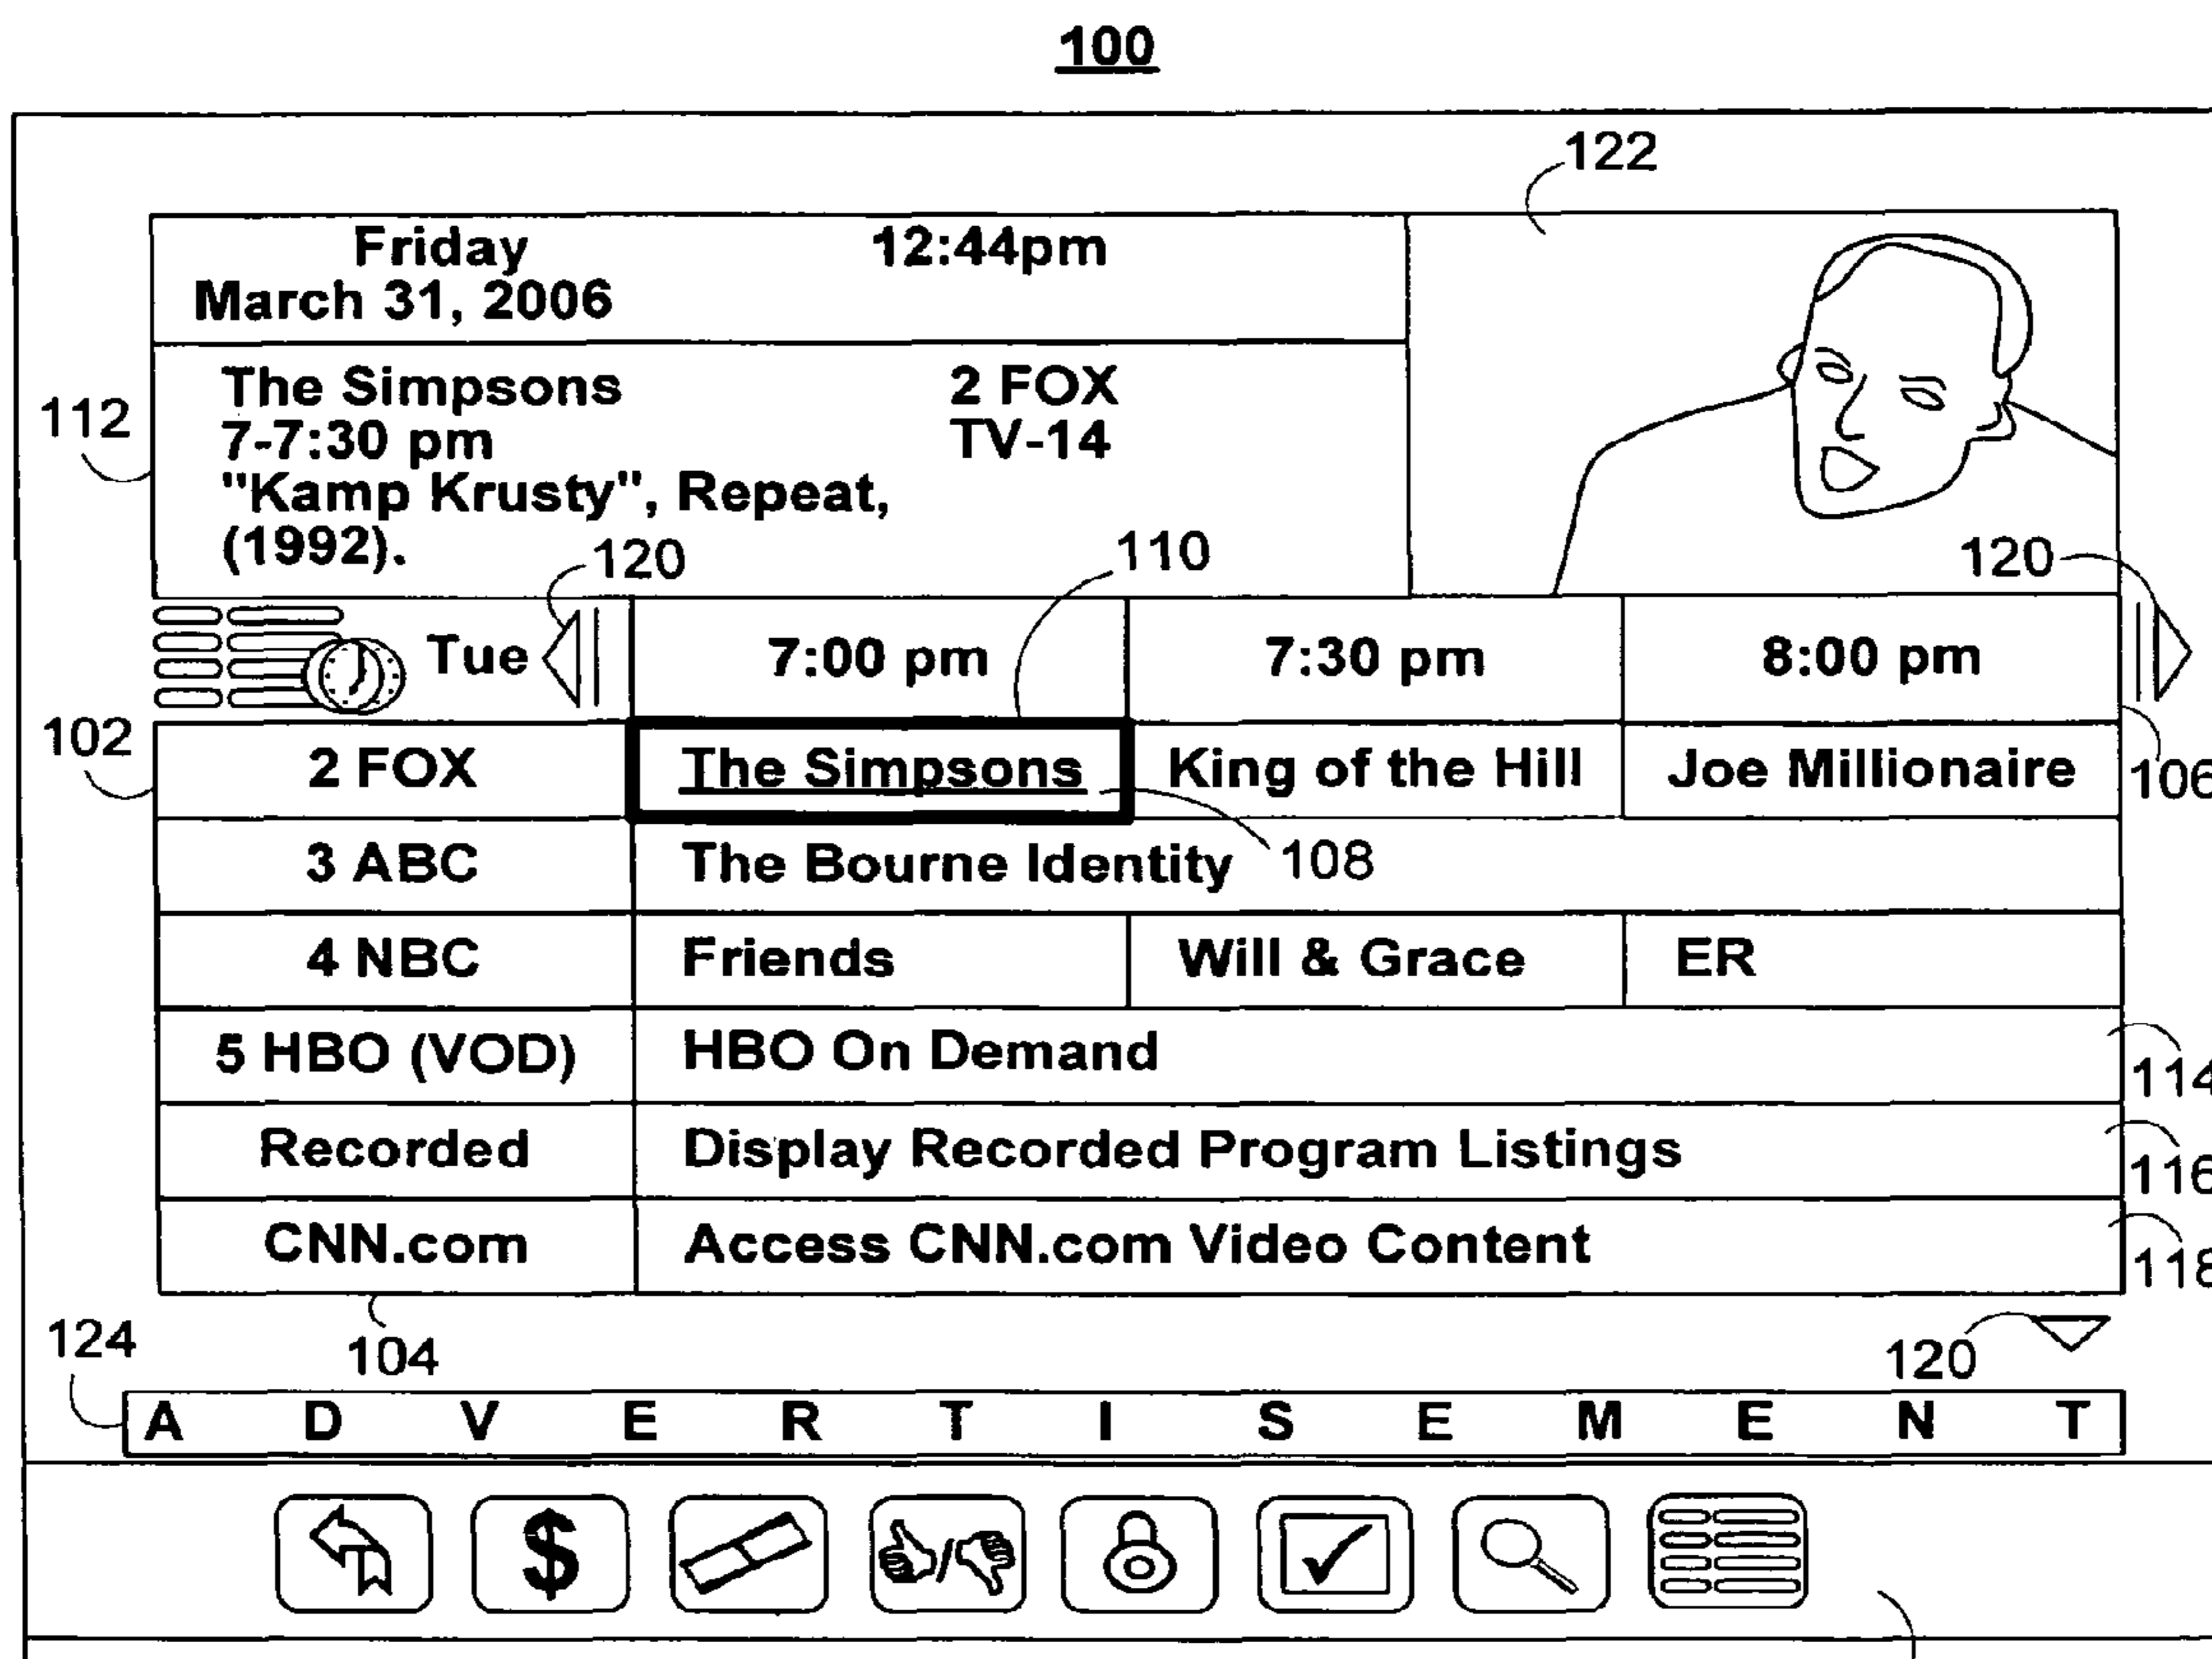 100
122
Friday 12:44pm
March 31, 2006
112
The Simpsons 2 FOX
7-7:30 pm TV-14
"Kamp Krusty", Repeat,
(1992).
120 110 120
Tue 7:00 pm 7:30 pm 8:00 pm
102
2 FOX The Simpsons King of the Hill Joe Millionaire 106
3 ABC The Bourne Identity 108
4 NBC Friends Will & Grace ER
5 HBO (VOD) HBO On Demand 114
Recorded Display Recorded Program Listings 116
CNN.com Access CNN.com Video Content 118
124 104 120
A D V E R T I S E M E N T
$ /